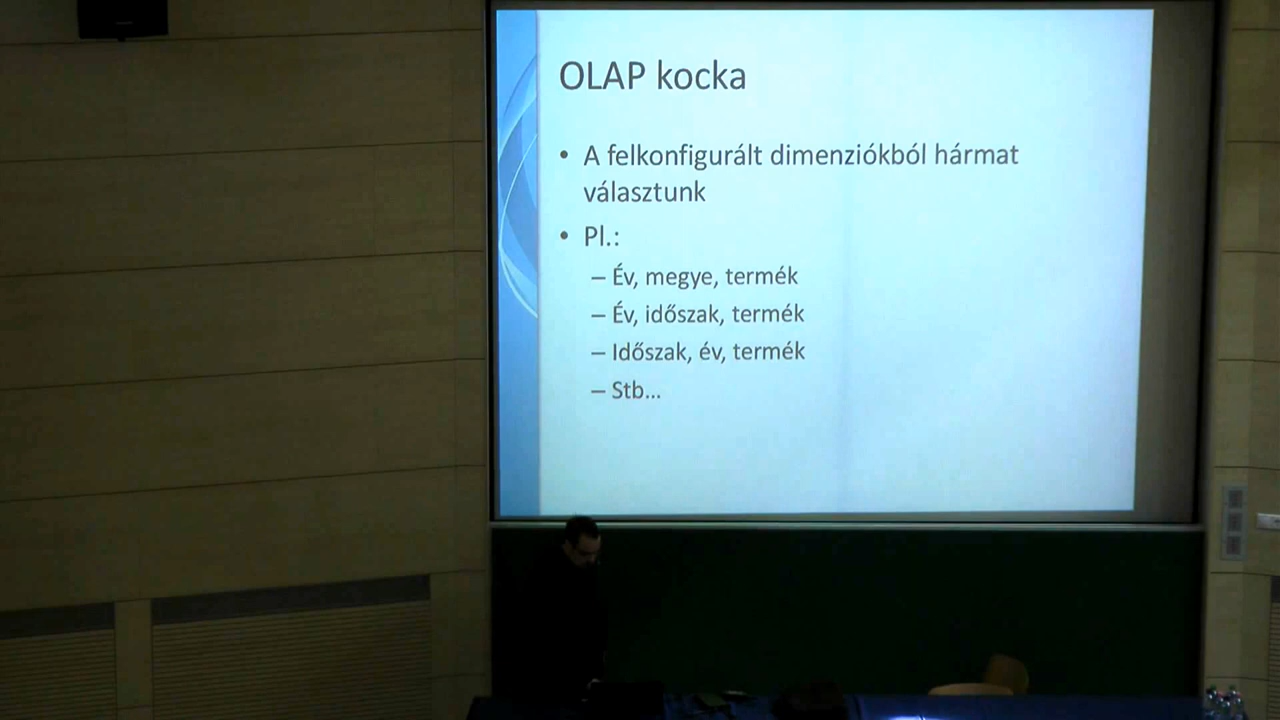 OLAP kocka
• A felkonfigurált dimenziókból hármat
választunk
• Pl.:
– Év, megye, termék
– Év, időszak, termék
– Időszak, év, termék
– Stb...